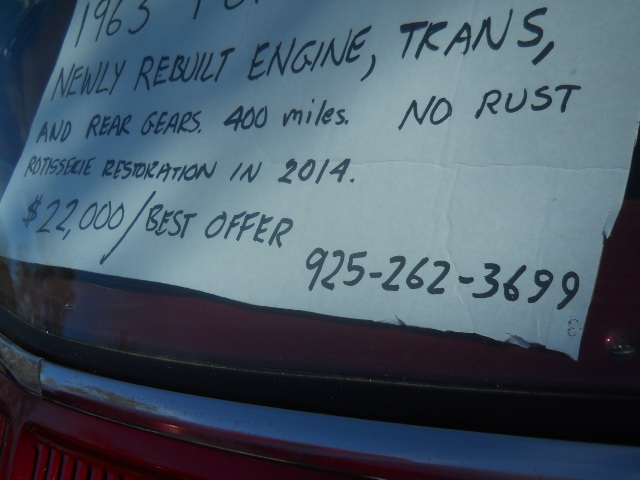 1963
NEWLY REBUILT ENGINE, TRANS,
AND REAR GEARS. 400 miles. NO RUST
ROTISSERIE RESTORATION IN 2014.
$22,000/BEST OFFER
925-262-3699